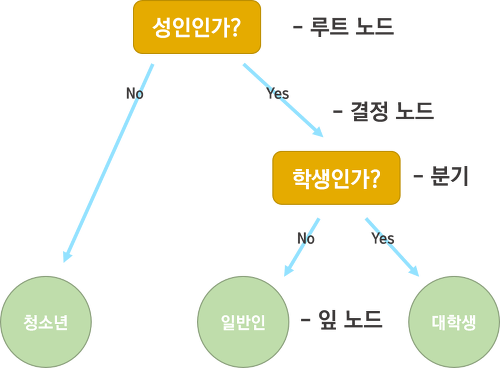 성인인가?
– 루트 노드
No
Yes
– 결정 노드
학생인가?
– 분기
No
Yes
청소년
일반인
– 잎 노드
대학생